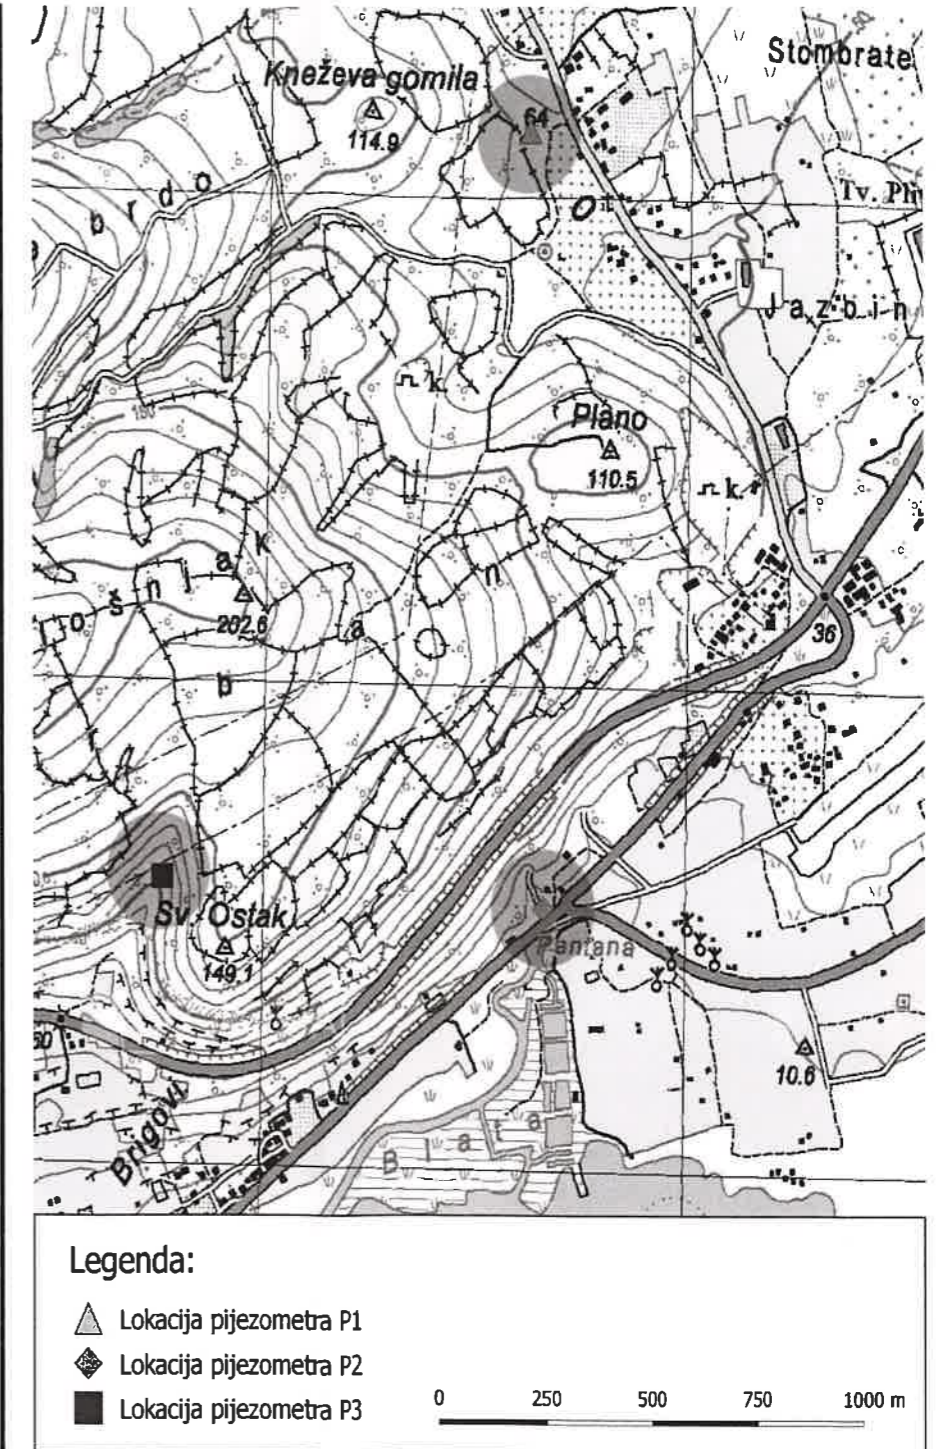 Stombrate
Kneževa gomila
64
114.9
brdo
Tv.
O
Jazbin
k.
Plano
100
110.5
k.
ošnjak
202.6
36
b a n
Sv. Ostak
149.1
Pantana
10.6
Brigovi
Blata
Legenda:
Lokacija pijezometra P1
Lokacija pijezometra P2
Lokacija pijezometra P3
0 250 500 750 1000 m